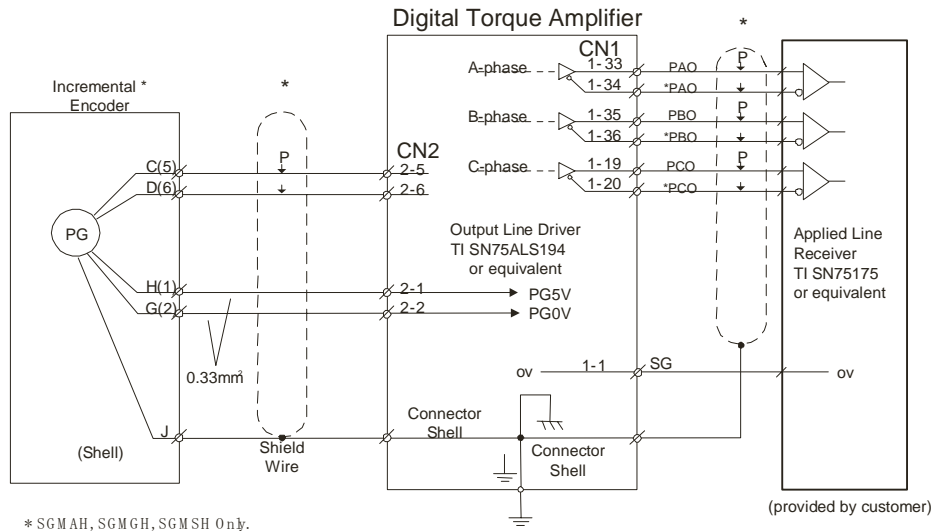 Digital Torque Amplifier
*
CN1
Incremental *
Encoder
*
A-phase
1-33
PAO
P
1-34
*PAO
B-phase
1-35
PBO
P
1-36
*PBO
C-phase
1-19
PCO
P
1-20
*PCO
C(5)
P
CN2
2-5
D(6)
2-6
PG
Output Line Driver
TI SN75ALS194
or equivalent
Applied Line
Receiver
TI SN75175
or equivalent
H(1)
2-1
PG5V
G(2)
2-2
PG0V
0.33mm²
ov
1-1
SG
ov
J
Connector
Shell
(Shell)
Shield
Wire
Connector
Shell
(provided by customer)
* SGMAH, SGMGH, SGMSH Only.